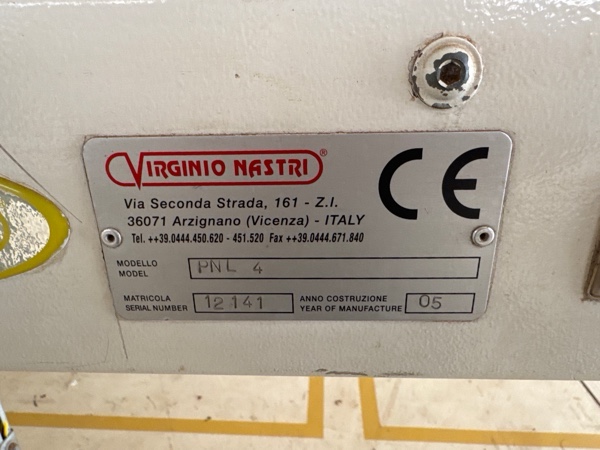 VIRGINIO NASTRI®
CE
Via Seconda Strada, 161 - Z.I.
36071 Arzignano (Vicenza) - ITALY
Tel. ++39.0444.450.620 - 451.520 Fax ++39.0444.671.840
MODELLO
MODEL
PNL 4
MATRICOLA
SERIAL NUMBER
12141
ANNO COSTRUZIONE
YEAR OF MANUFACTURE
05